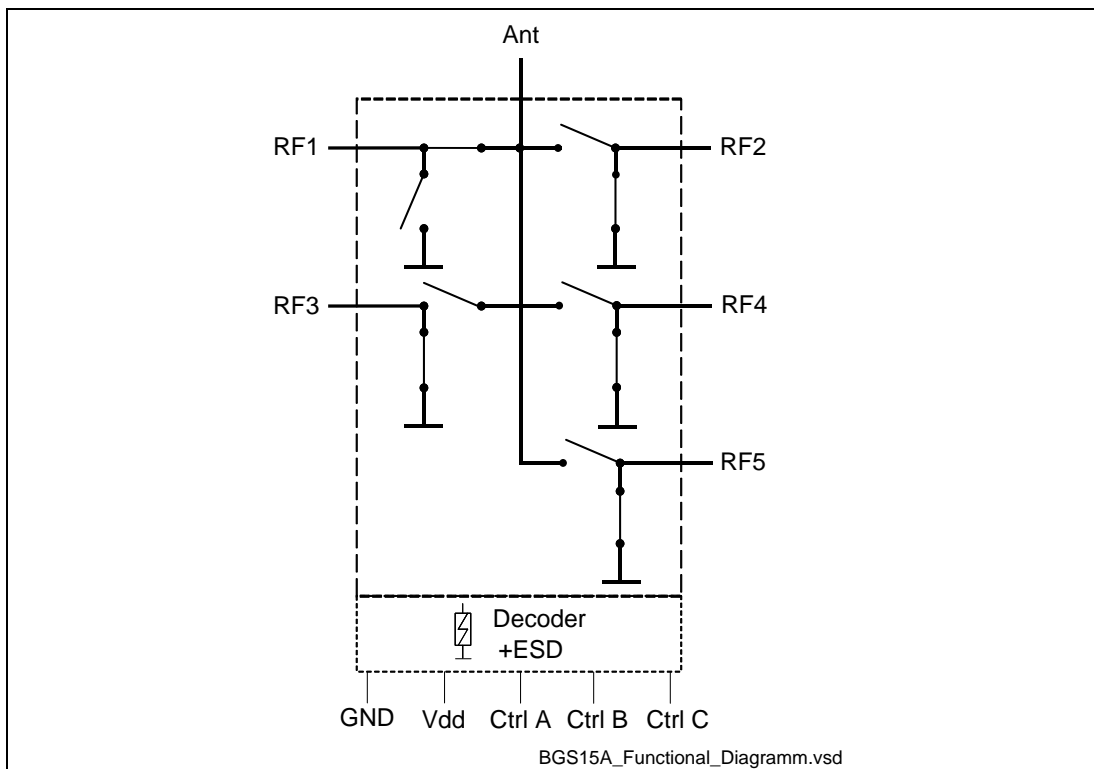 Ant
RF1
RF2
RF3
RF4
RF5
Decoder
+ESD
GND Vdd Ctrl A Ctrl B Ctrl C
BGS15A_Functional_Diagramm.vsd